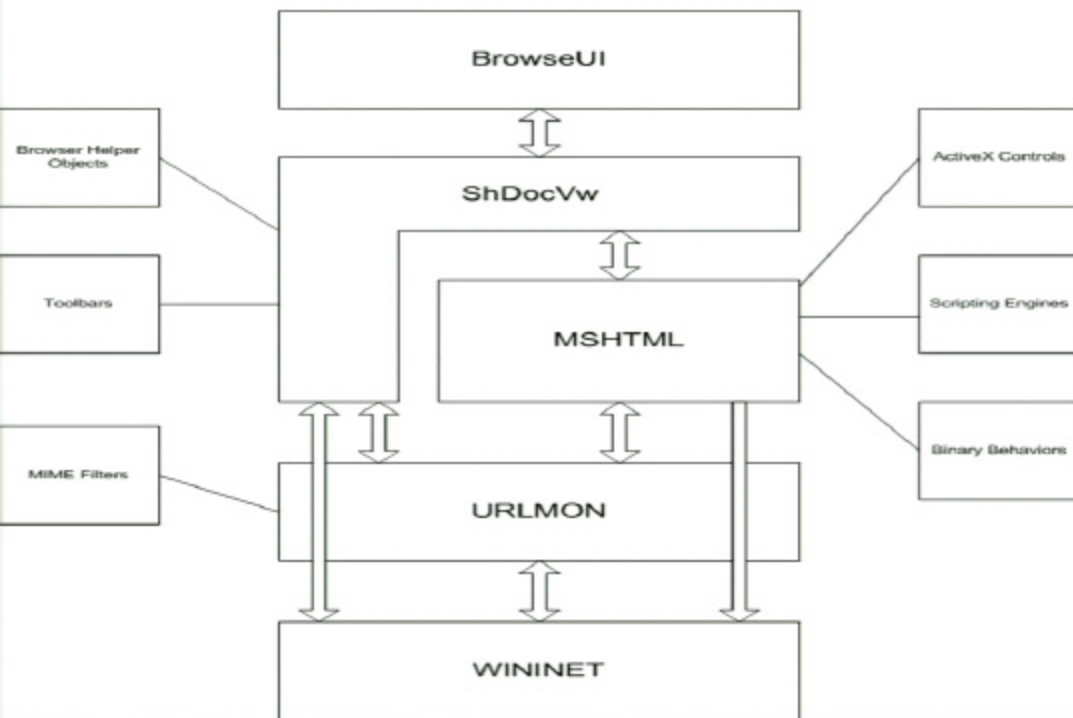 BrowseUI
Browser Helper
Objects
ActiveX Controls
ShDocVw
Toolbars
Scripting Engines
MSHTML
MIME Filters
Binary Behaviors
URLMON
WININET